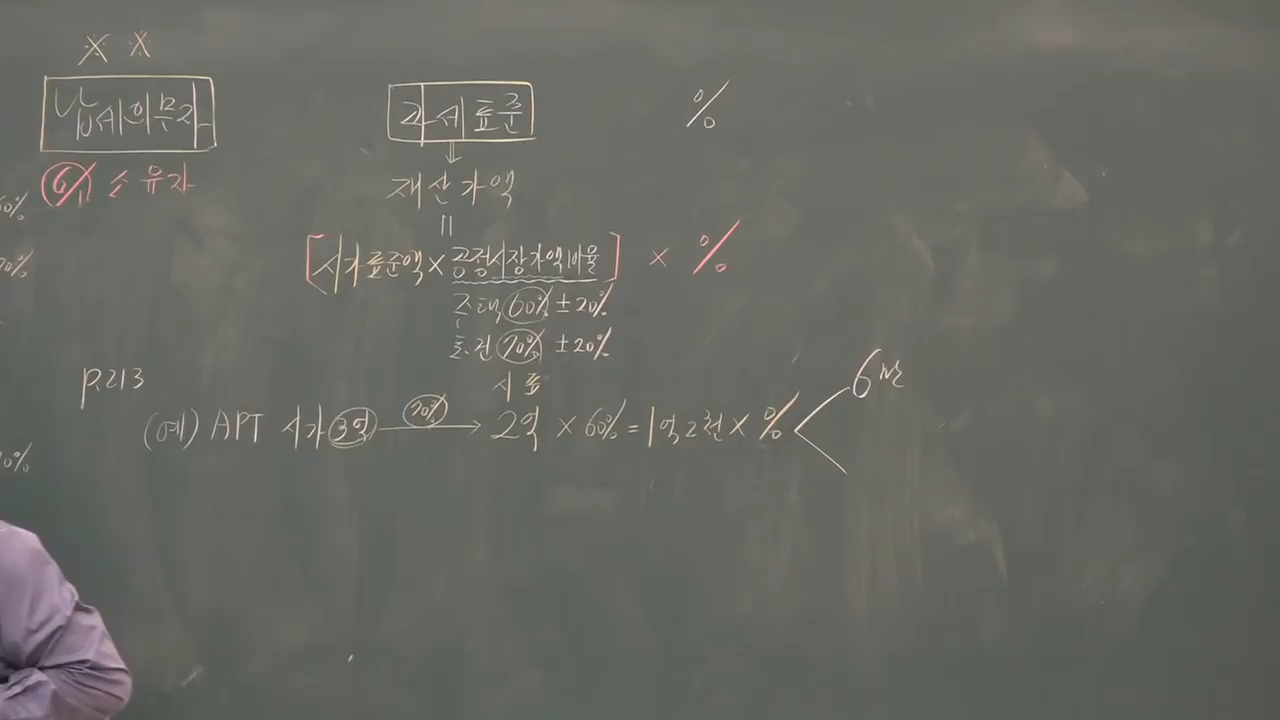 ※ ※
납세의무자
6/1 소유자
과세표준
재산가액
=
[시가표준액 × 공정시장가액비율] × %
주택 60% ± 20%
토·건 70% ± 20%
%
0%
0%
0%
P.213
시표
(예) APT 시가 3억 70% → 2억 × 60% = 1억 2천 × %
6